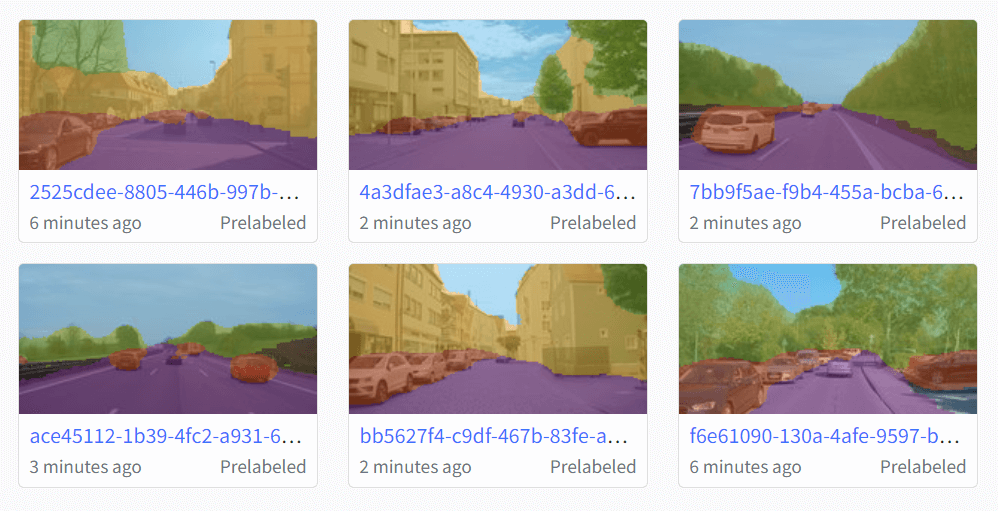 2525cdee-8805-446b-997b-...
6 minutes ago Prelabeled
4a3dfae3-a8c4-4930-a3dd-6...
2 minutes ago Prelabeled
7bb9f5ae-f9b4-455a-bcba-6...
2 minutes ago Prelabeled
ace45112-1b39-4fc2-a931-6...
3 minutes ago Prelabeled
bb5627f4-c9df-467b-83fe-a...
2 minutes ago Prelabeled
f6e61090-130a-4afe-9597-b...
6 minutes ago Prelabeled